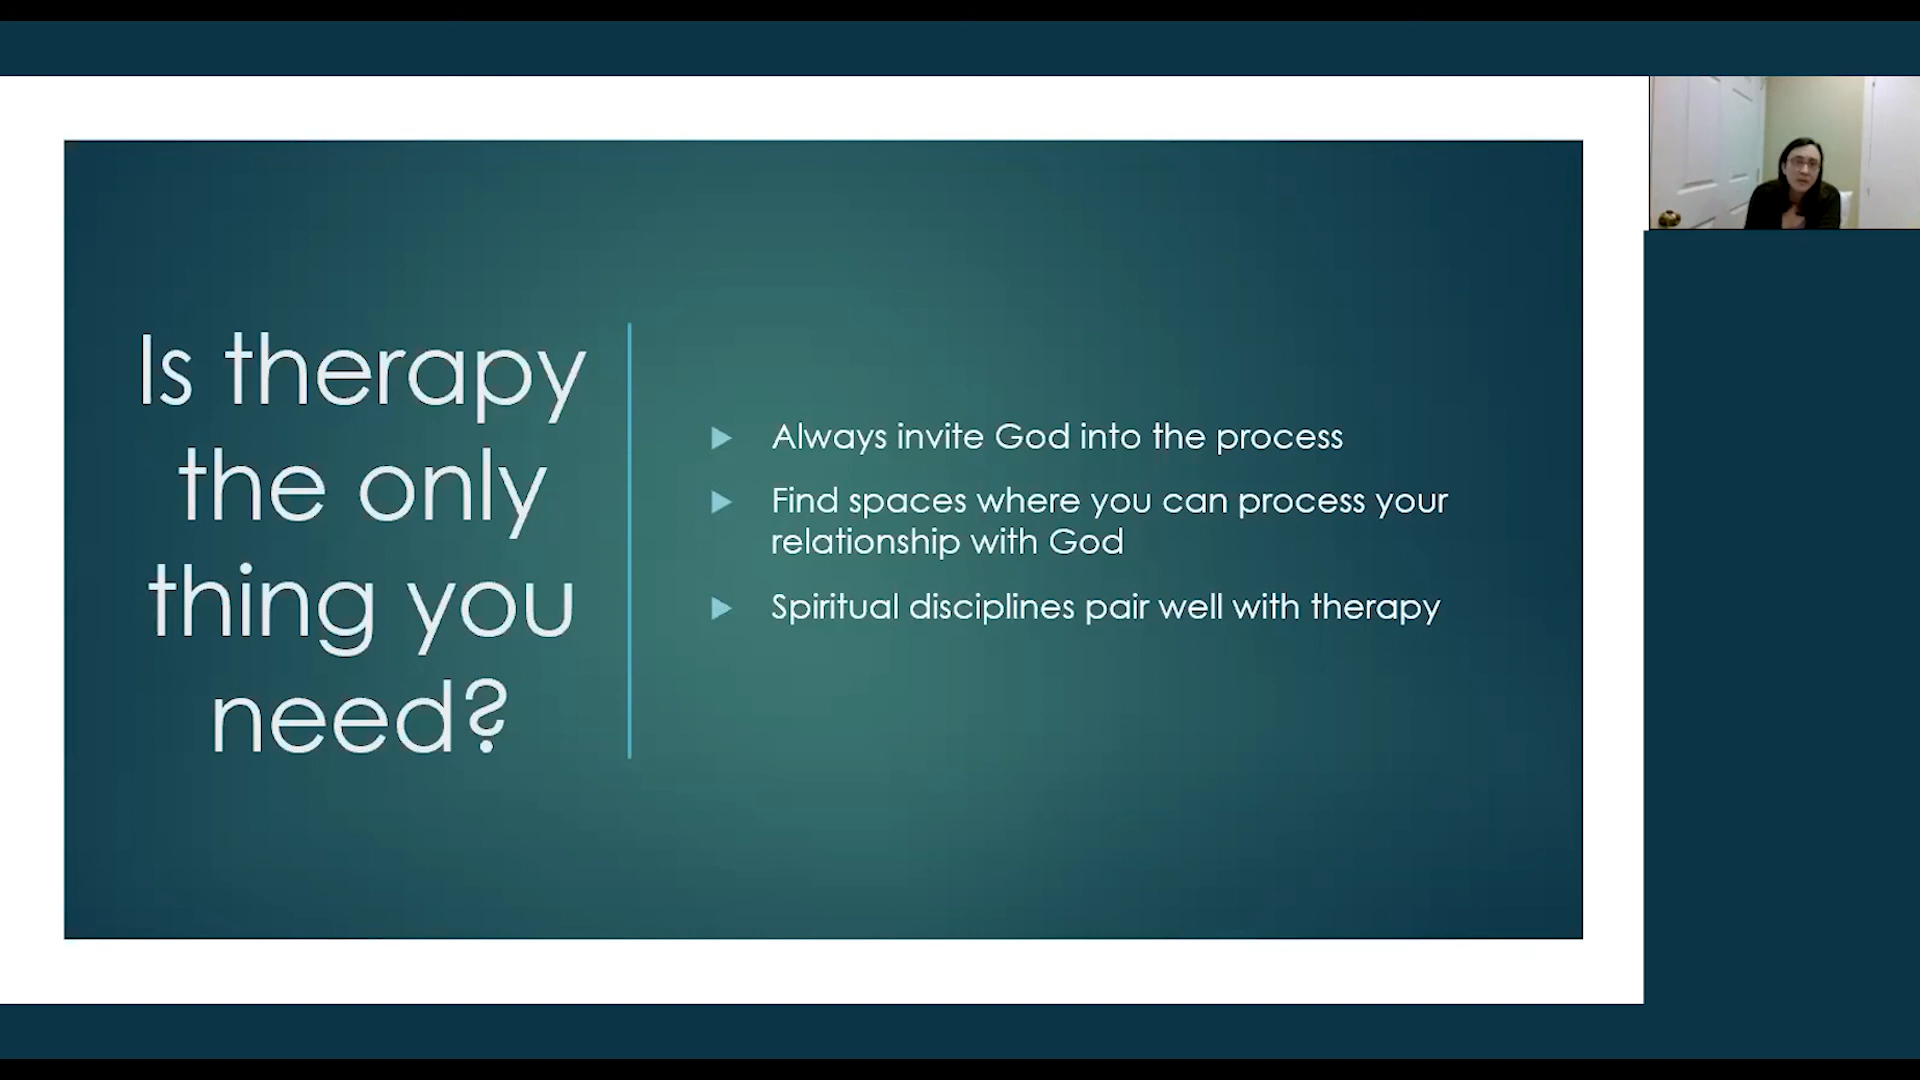 Is therapy
the only
thing you
need?
Always invite God into the process
Find spaces where you can process your
relationship with God
Spiritual disciplines pair well with therapy